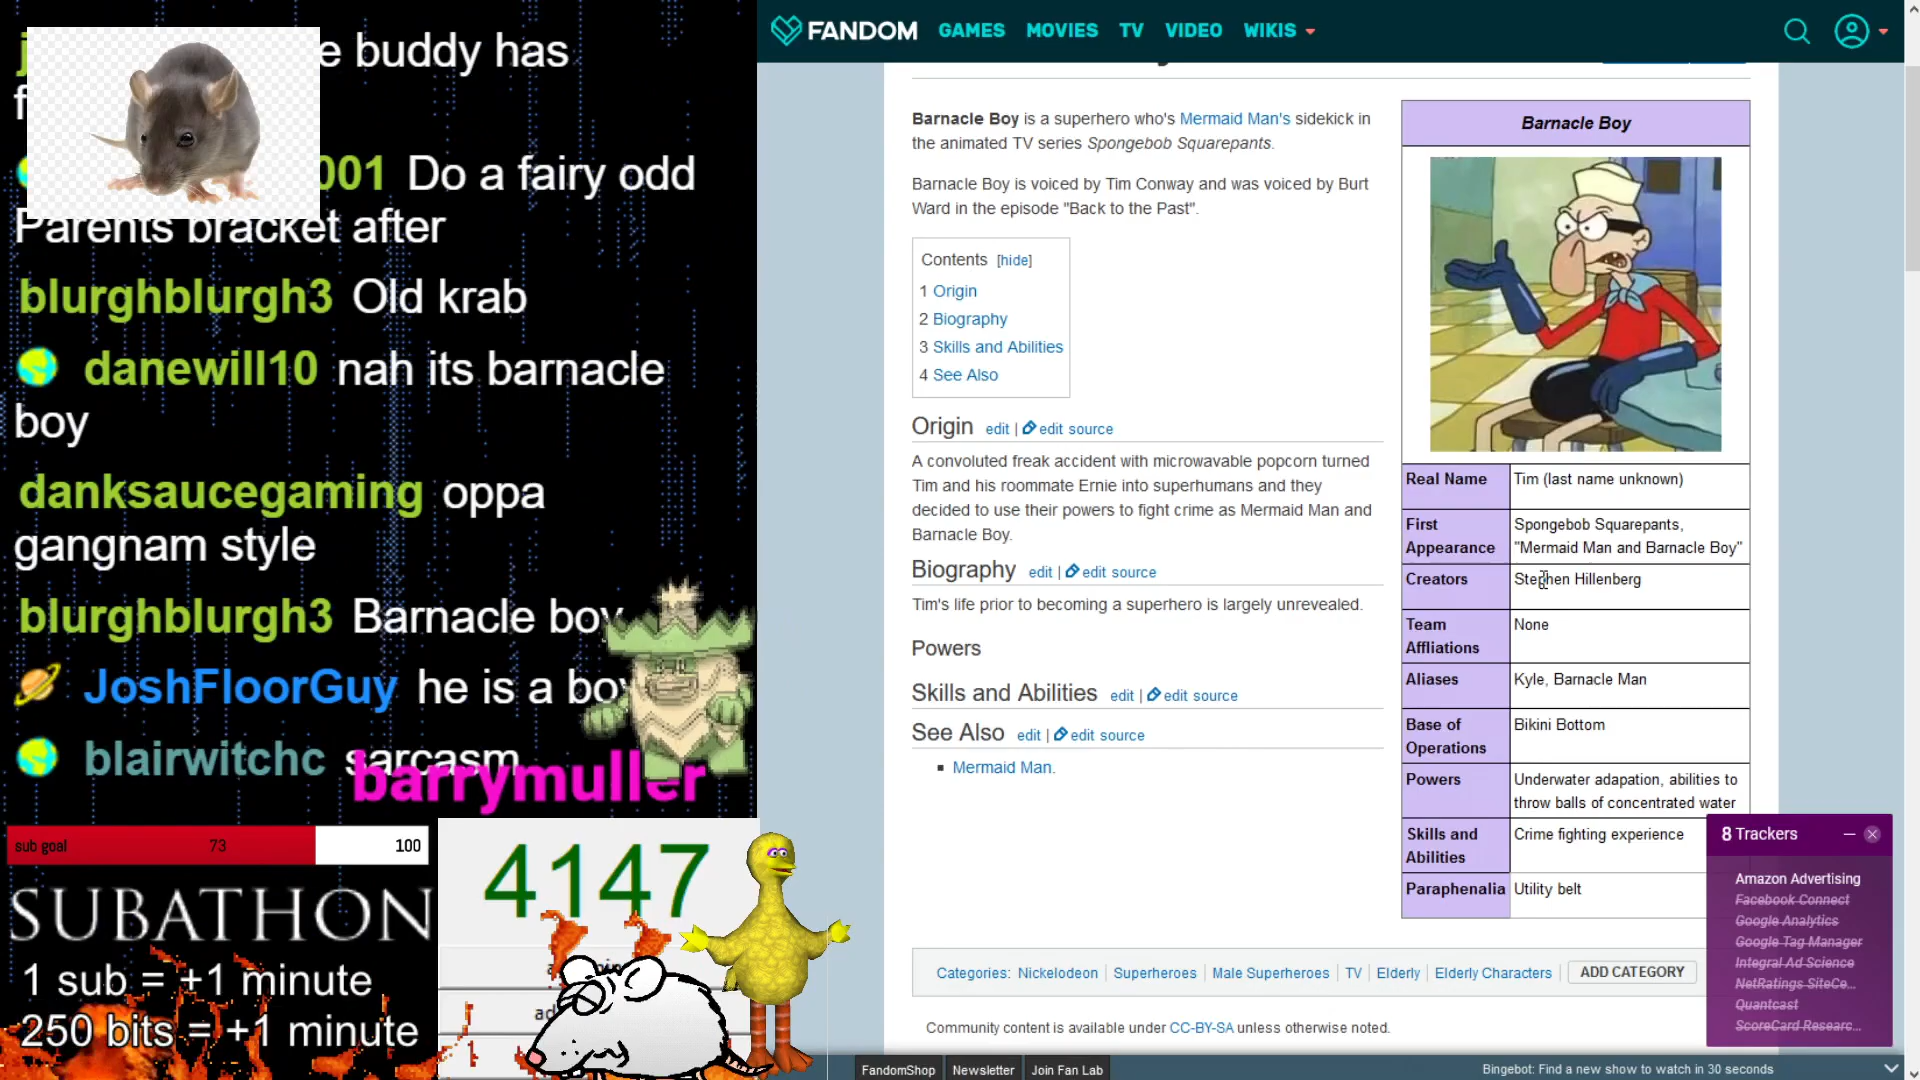 e buddy has
001 Do a fairy odd
Parents bracket after
blurghblurgh3 Old krab
danewill10 nah its barnacle
boy
danksaucegaming oppa
gangnam style
blurghblurgh3 Barnacle boy
JoshFloorGuy he is a boy
blairwitchc sarcasm
barrymuller
sub goal 73 100
SUBATHON
1 sub = +1 minute
250 bits = +1 minute
4147
FANDOM GAMES MOVIES TV VIDEO WIKIS
Barnacle Boy is a superhero who's Mermaid Man's sidekick in
the animated TV series Spongebob Squarepants.
Barnacle Boy is voiced by Tim Conway and was voiced by Burt
Ward in the episode "Back to the Past".
Contents [hide]
1 Origin
2 Biography
3 Skills and Abilities
4 See Also
Origin edit | edit source
A convoluted freak accident with microwavable popcorn turned
Tim and his roommate Ernie into superhumans and they
decided to use their powers to fight crime as Mermaid Man and
Barnacle Boy.
Biography edit | edit source
Tim's life prior to becoming a superhero is largely unrevealed.
Powers
Skills and Abilities edit | edit source
See Also edit | edit source
Mermaid Man.
Barnacle Boy
Real Name Tim (last name unknown)
First Appearance Spongebob Squarepants,
"Mermaid Man and Barnacle Boy"
Creators Stephen Hillenberg
Team Affliations None
Aliases Kyle, Barnacle Man
Base of Operations Bikini Bottom
Powers Underwater adapation, abilities to
throw balls of concentrated water
Skills and Abilities Crime fighting experience
Paraphenalia Utility belt
8 Trackers
Amazon Advertising
Facebook Connect
Google Analytics
Google Tag Manager
Integral Ad Science
NetRatings SiteCe...
Quantcast
ScoreCard Researc...
Categories: Nickelodeon Superheroes Male Superheroes TV Elderly Elderly Characters ADD CATEGORY
Community content is available under CC-BY-SA unless otherwise noted.
FandomShop Newsletter Join Fan Lab
Bingebot: Find a new show to watch in 30 seconds